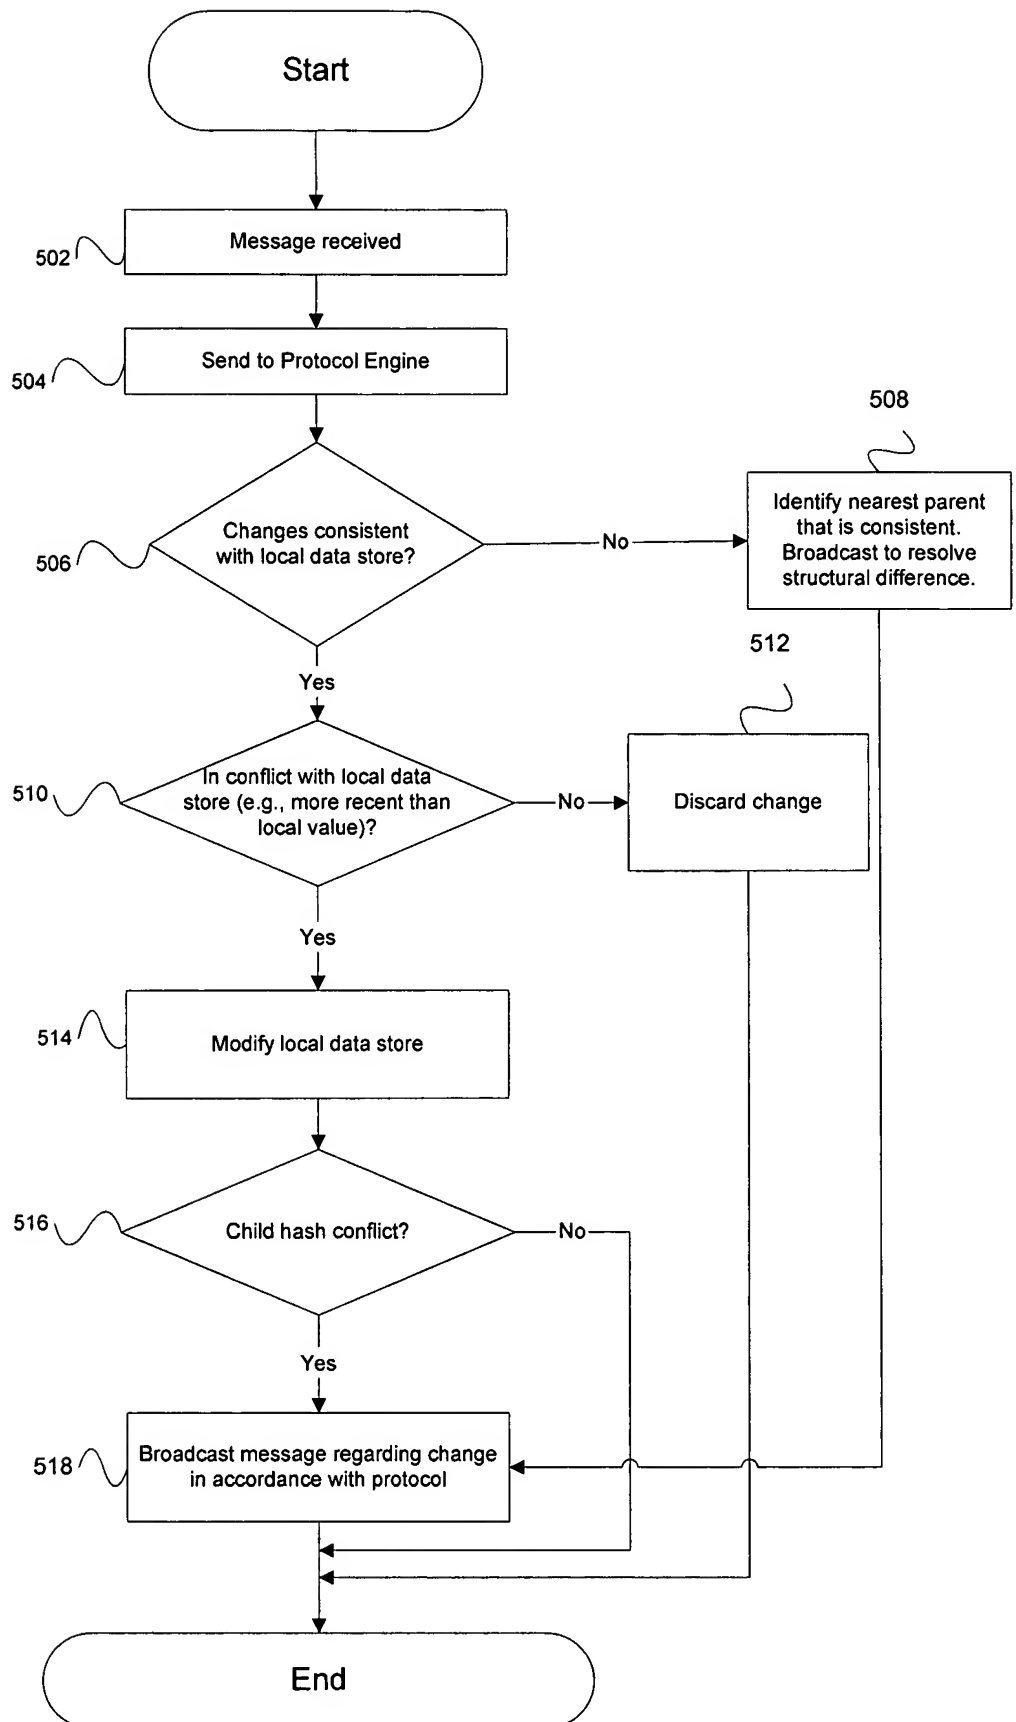 Start
Message received
502
Send to Protocol Engine
504
508
Identify nearest parent
that is consistent.
Broadcast to resolve
structural difference.
Changes consistent
with local data store?
506
No
512
Yes
In conflict with local data
store (e.g., more recent than
local value)?
510
No
Discard change
Yes
514
Modify local data store
516
Child hash conflict?
No
Yes
Broadcast message regarding change
in accordance with protocol
518
End